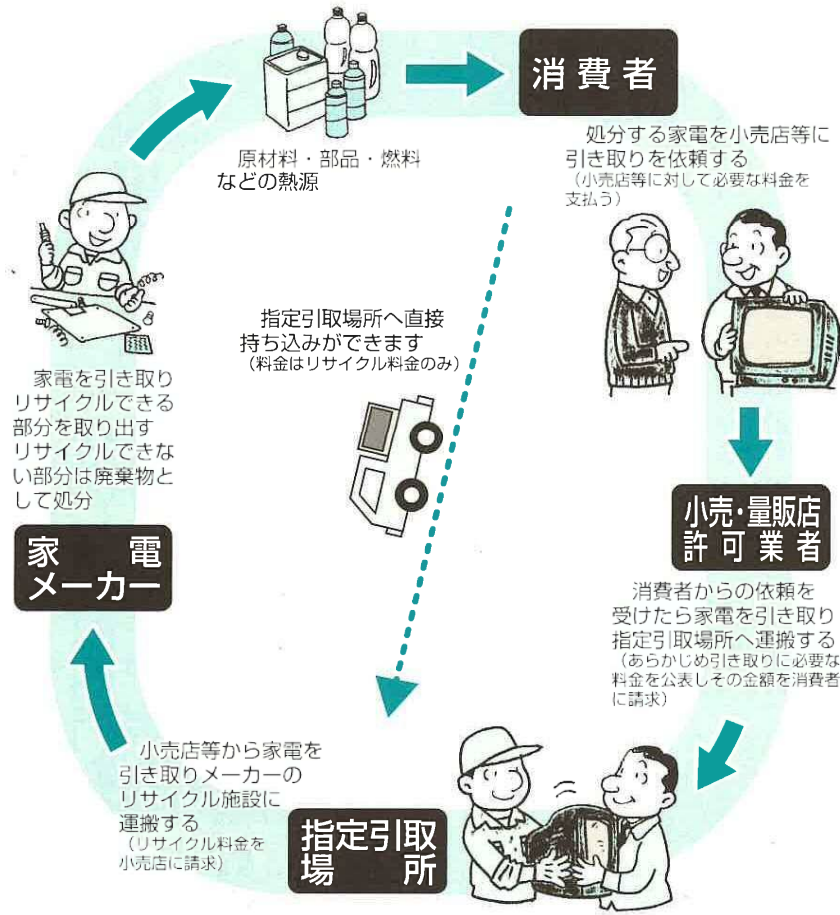 消費者
処分する家電を小売店等に
引き取りを依頼する
（小売店等に対して必要な料金を
支払う）
小売・量販店
許可業者
消費者からの依頼を
受けたら家電を引き取り
指定引取場所へ運搬する
（あらかじめ引き取りに必要な
料金を公表しその金額を消費者
に請求）
指定引取
場所
小売店等から家電を
引き取りメーカーの
リサイクル施設に
運搬する
（リサイクル料金を
小売店に請求）
家電
メーカー
家電を引き取り
リサイクルできる
部分を取り出す
リサイクルできな
い部分は廃棄物と
して処分
原材料・部品・燃料
などの熱源
指定引取場所へ直接
持ち込みができます
（料金はリサイクル料金のみ）